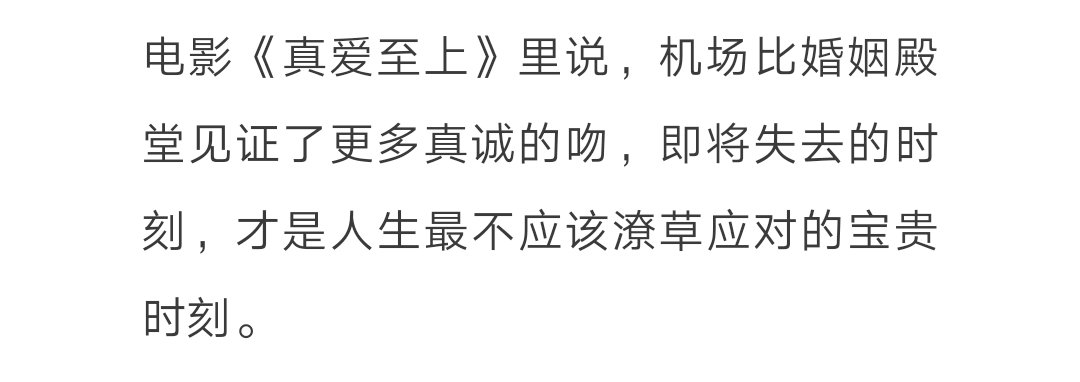 电影《真爱至上》里说，机场比婚姻殿
堂见证了更多真诚的吻，即将失去的时
刻，才是人生最不应该潦草应对的宝贵
时刻。